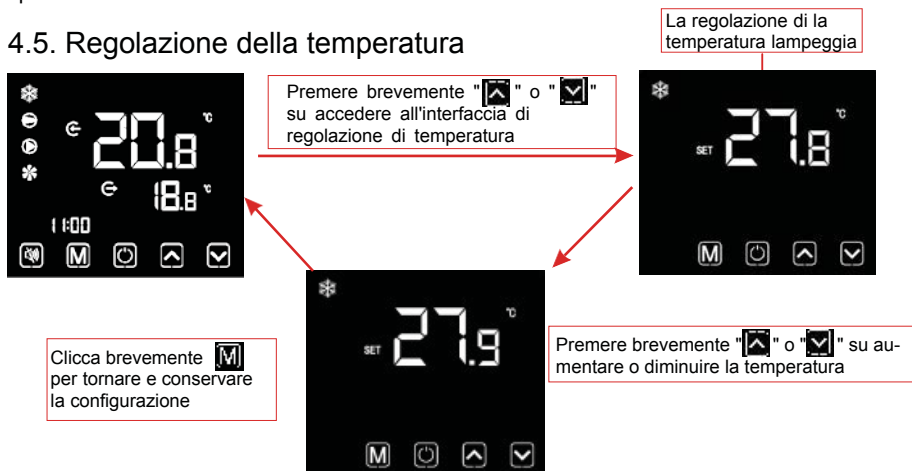 4.5. Regolazione della temperatura
La regolazione di la
temperatura lampeggia
Premere brevemente " " o " "
su accedere all'interfaccia di
regolazione di temperatura
20.8 °C
18.8 °C
11:00
M
SET 27.8 °C
M
Premere brevemente " " o " " su au-
mentare o diminuire la temperatura
SET 27.9 °C
M
Clicca brevemente M
per tornare e conservare
la configurazione